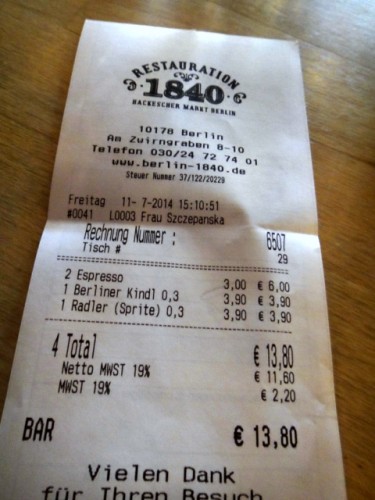 RESTAURATION
1840
HACKESCHER MARKT BERLIN
10178 Berlin
Am Zwirngraben 8-10
Telefon 030/24 72 74 01
www.berlin-1840.de
Steuer Nummer 37/122/20229
Freitag 11- 7-2014 15:10:51
#0041 L0003 Frau Szczepanska
Rechnung Nummer : 6507
Tisch # 29
2 Espresso 3,00 € 6,00
1 Berliner Kindl 0,3 3,90 € 3,90
1 Radler (Sprite) 0,3 3,90 € 3,90
4 Total € 13,80
Netto MWST 19% € 11,60
MWST 19% € 2,20
BAR € 13,80
Vielen Dank
für Ihren Besuch